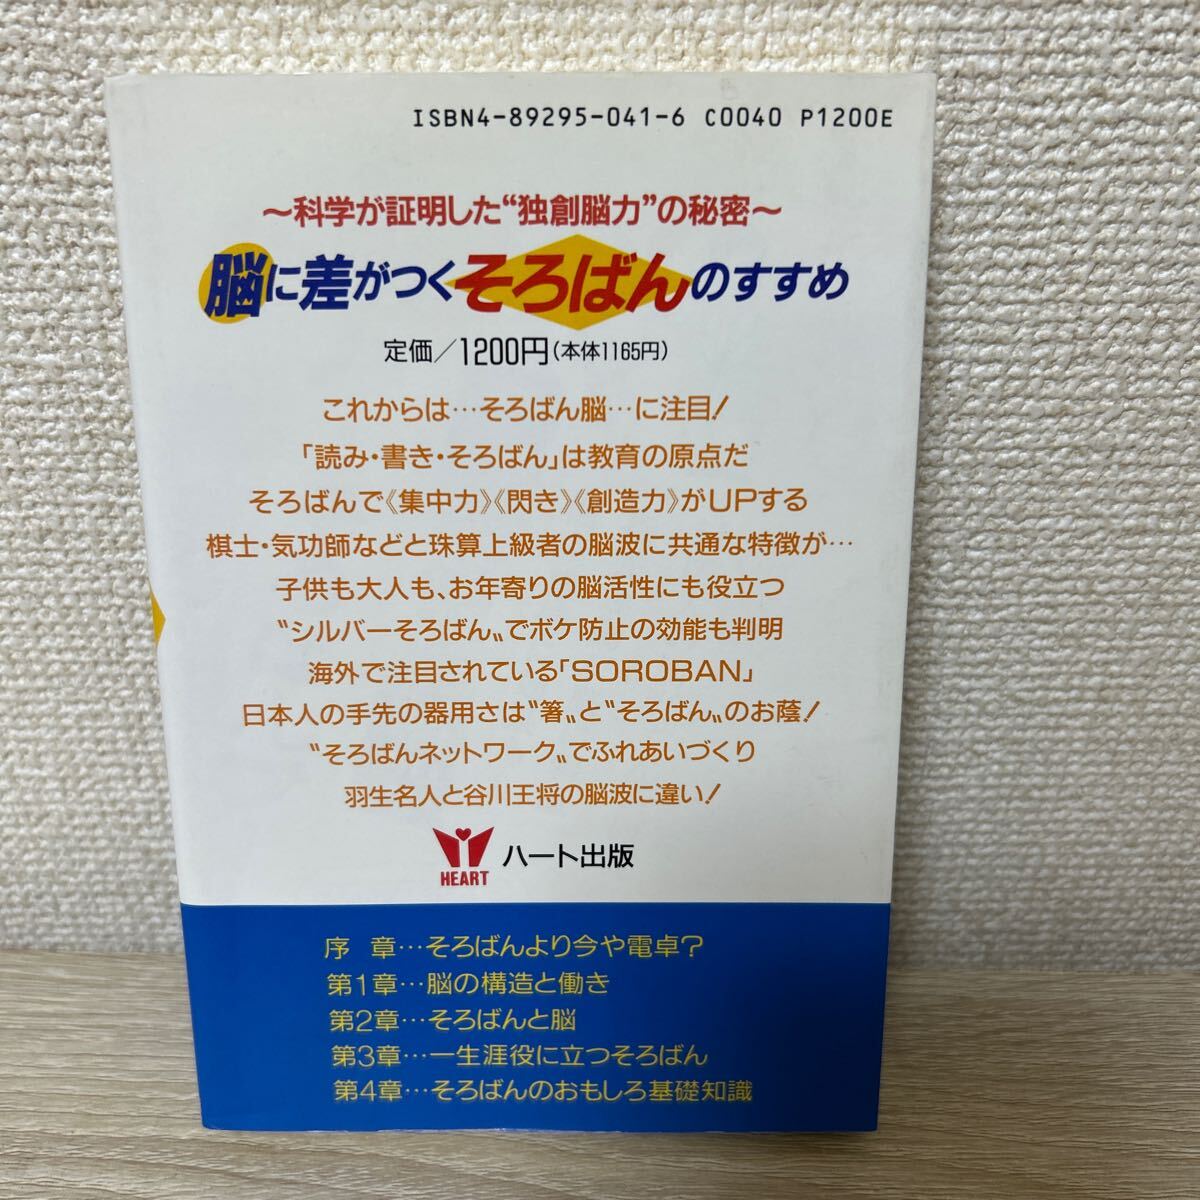 ISBN4-89295-041-6 C0040 P1200E
～科学が証明した“独創脳力”の秘密～
脳に差がつくそろばんのすすめ
定価／1200円(本体1165円)
これからは…そろばん脳…に注目！
「読み・書き・そろばん」は教育の原点だ
そろばんで《集中力》《閃き》《創造力》がUPする
棋士・気功師などと珠算上級者の脳波に共通な特徴が…
子供も大人も、お年寄りの脳活性にも役立つ
〝シルバーそろばん〟でボケ防止の効能も判明
海外で注目されている「SOROBAN」
日本人の手先の器用さは〝箸〟と〝そろばん〟のお蔭！
〝そろばんネットワーク〟でふれあいづくり
羽生名人と谷川王将の脳波に違い！
HEART
ハート出版
序 章…そろばんより今や電卓？
第1章…脳の構造と働き
第2章…そろばんと脳
第3章…一生涯役に立つそろばん
第4章…そろばんのおもしろ基礎知識